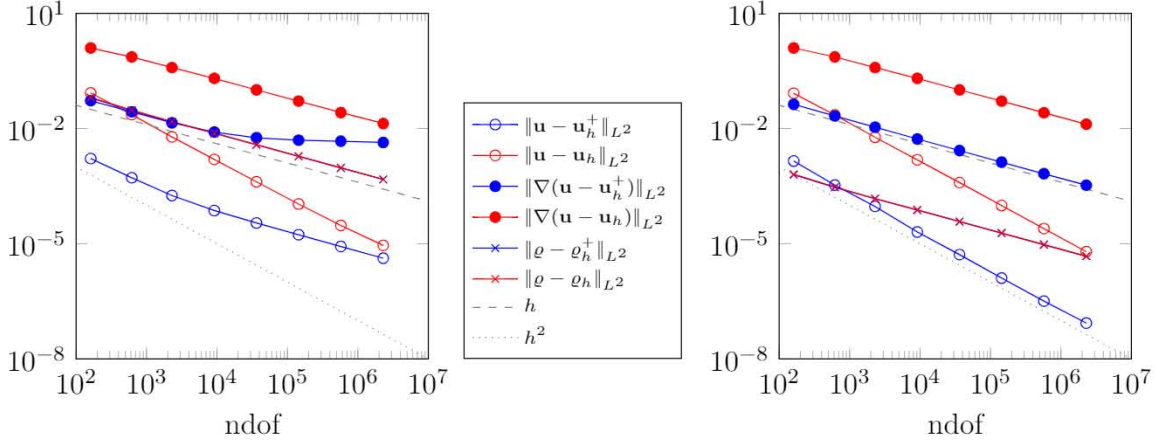 10^1
10^−2
10^−5
10^−8
10^2 10^3 10^4 10^5 10^6 10^7
ndof
‖u − u_h^+‖_{L^2}
‖u − u_h‖_{L^2}
‖∇(u − u_h^+)‖_{L^2}
‖∇(u − u_h)‖_{L^2}
‖ϱ − ϱ_h^+‖_{L^2}
‖ϱ − ϱ_h‖_{L^2}
h
h^2
10^1
10^−2
10^−5
10^−8
10^2 10^3 10^4 10^5 10^6 10^7
ndof